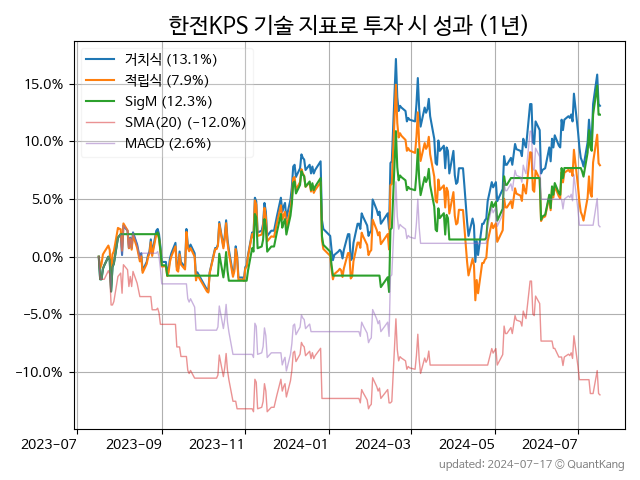 한전KPS 기술 지표로 투자 시 성과 (1년)
거치식 (13.1%)
적립식 (7.9%)
SigM (12.3%)
SMA(20) (−12.0%)
MACD (2.6%)
15.0%
10.0%
5.0%
0.0%
−5.0%
−10.0%
2023-07 2023-09 2023-11 2024-01 2024-03 2024-05 2024-07
updated: 2024-07-17 © QuantKang